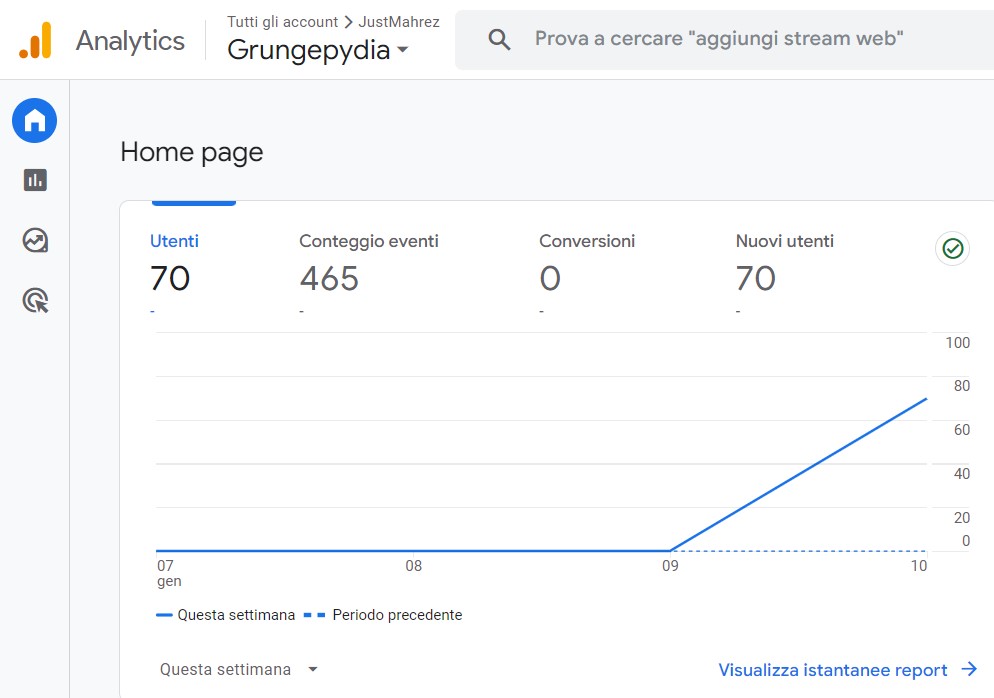 Analytics
Tutti gli account > JustMahrez
Grungepydia
Prova a cercare "aggiungi stream web"
Home page
Utenti
70
-
Conteggio eventi
465
-
Conversioni
0
-
Nuovi utenti
70
-
100
80
60
40
20
0
07
gen
08
09
10
Questa settimana
Periodo precedente
Questa settimana
Visualizza istantanee report